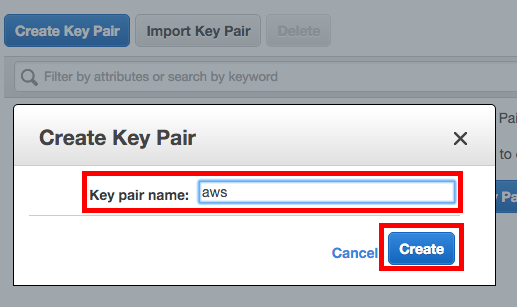 Create Key Pair Import Key Pair Delete
Filter by attributes or search by keyword
Create Key Pair
Key pair name: aws
Cancel Create
to